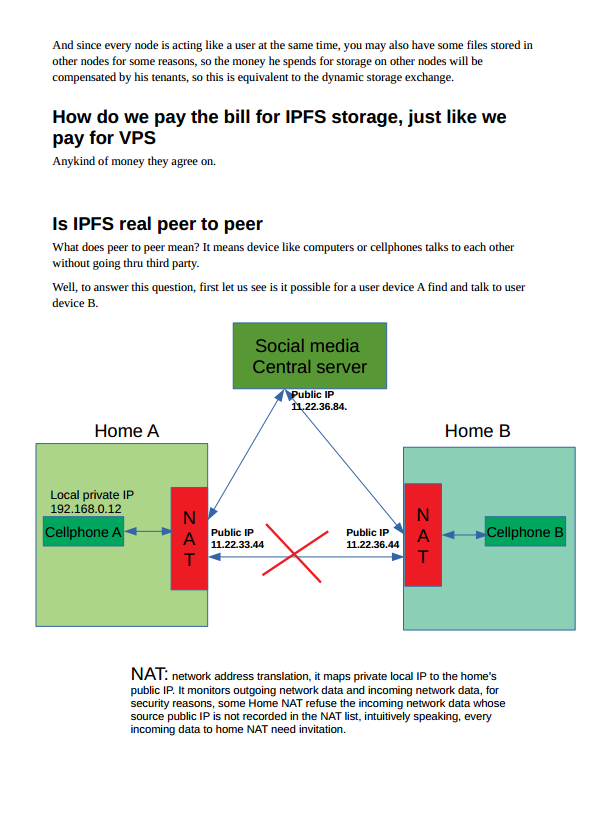 And since every node is acting like a user at the same time, you may also have some files stored in
other nodes for some reasons, so the money he spends for storage on other nodes will be
compensated by his tenants, so this is equivalent to the dynamic storage exchange.
How do we pay the bill for IPFS storage, just like we
pay for VPS
Anykind of money they agree on.
Is IPFS real peer to peer
What does peer to peer mean? It means device like computers or cellphones talks to each other
without going thru third party.
Well, to answer this question, first let us see is it possible for a user device A find and talk to user
device B.
Social media
Central server
Public IP
11.22.36.84.
Home A
Home B
Local private IP
192.168.0.12
Cellphone A
N
A
T
Public IP
11.22.33.44
Public IP
11.22.36.44
N
A
T
Cellphone B
NAT: network address translation, it maps private local IP to the home's
public IP. It monitors outgoing network data and incoming network data, for
security reasons, some Home NAT refuse the incoming network data whose
source public IP is not recorded in the NAT list, intuitively speaking, every
incoming data to home NAT need invitation.